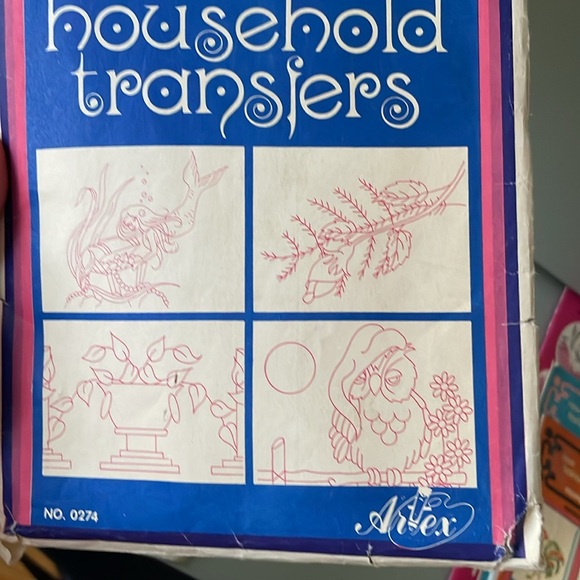 household
transfers
NO. 0274
Artex